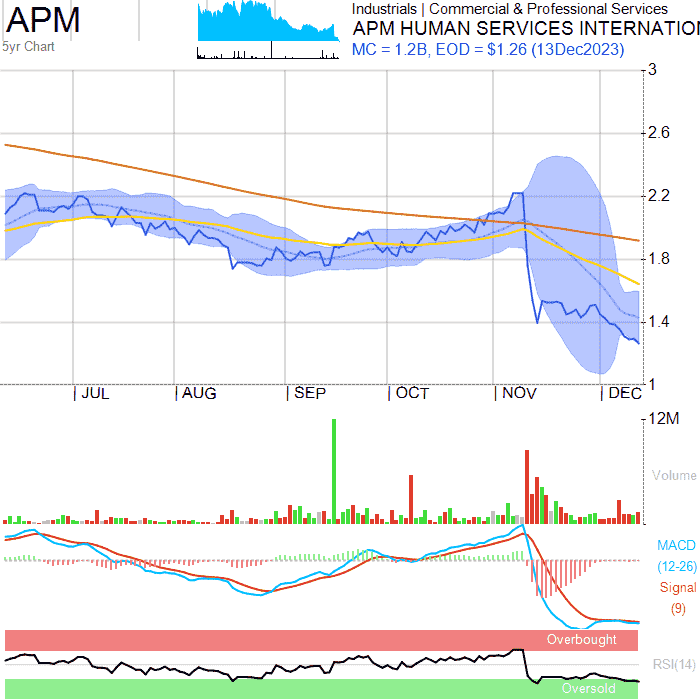 APM
5yr Chart
Industrials | Commercial & Professional Services
APM HUMAN SERVICES INTERNATIO
MC = 1.2B, EOD = $1.26 (13Dec2023)
3
2.6
2.2
1.8
1.4
1
| JUL | AUG | SEP | OCT | NOV | DEC
12M
Volume
MACD
(12-26)
Signal
(9)
Overbought
RSI(14)
Oversold